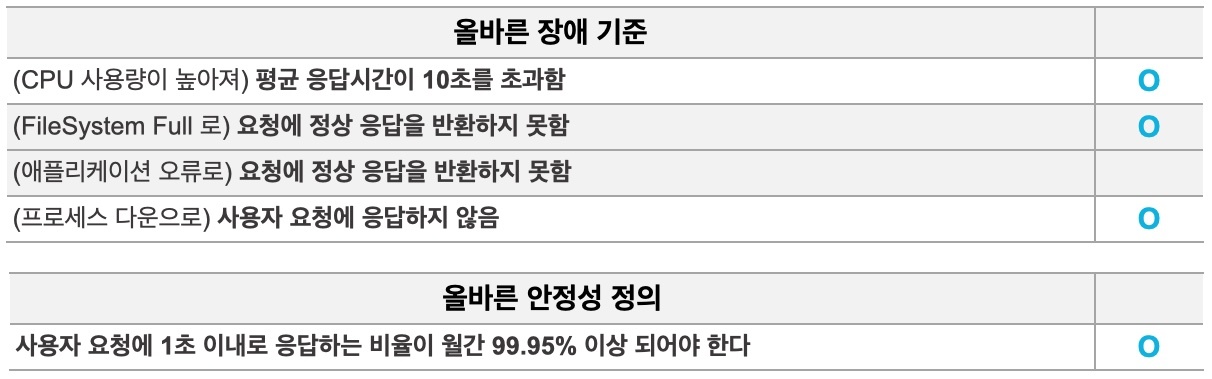 올바른 장애 기준
(CPU 사용량이 높아져) 평균 응답시간이 10초를 초과함 O
(FileSystem Full 로) 요청에 정상 응답을 반환하지 못함 O
(애플리케이션 오류로) 요청에 정상 응답을 반환하지 못함
(프로세스 다운으로) 사용자 요청에 응답하지 않음 O
올바른 안정성 정의
사용자 요청에 1초 이내로 응답하는 비율이 월간 99.95% 이상 되어야 한다 O